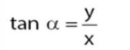 tan α = y/x